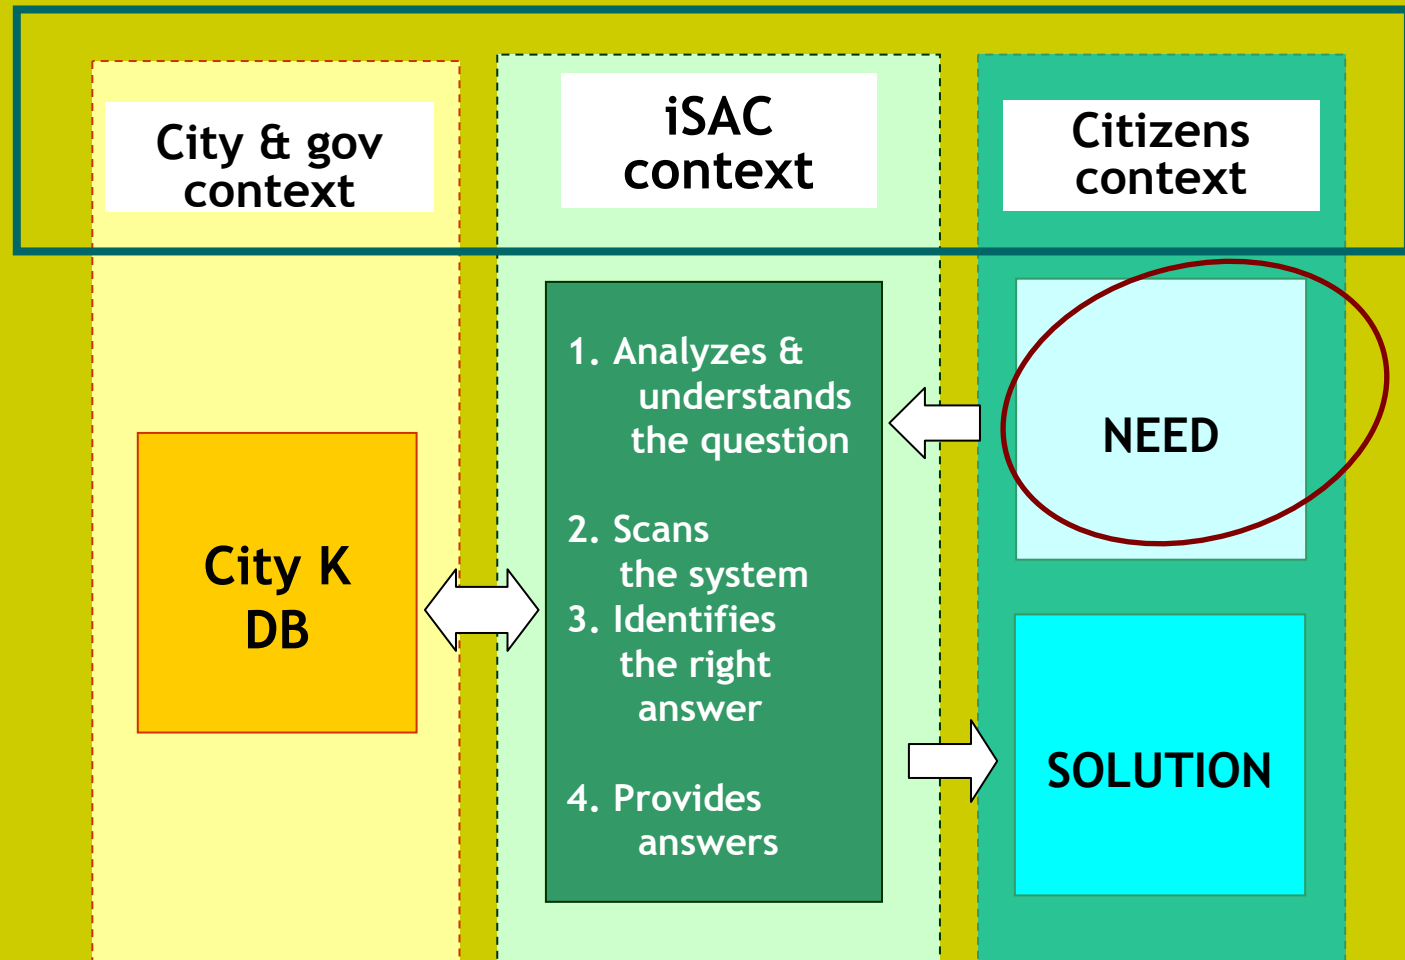 City & gov
context
iSAC
context
Citizens
context
City K
DB
1. Analyzes &
understands
the question
2. Scans
the system
3. Identifies
the right
answer
4. Provides
answers
NEED
SOLUTION